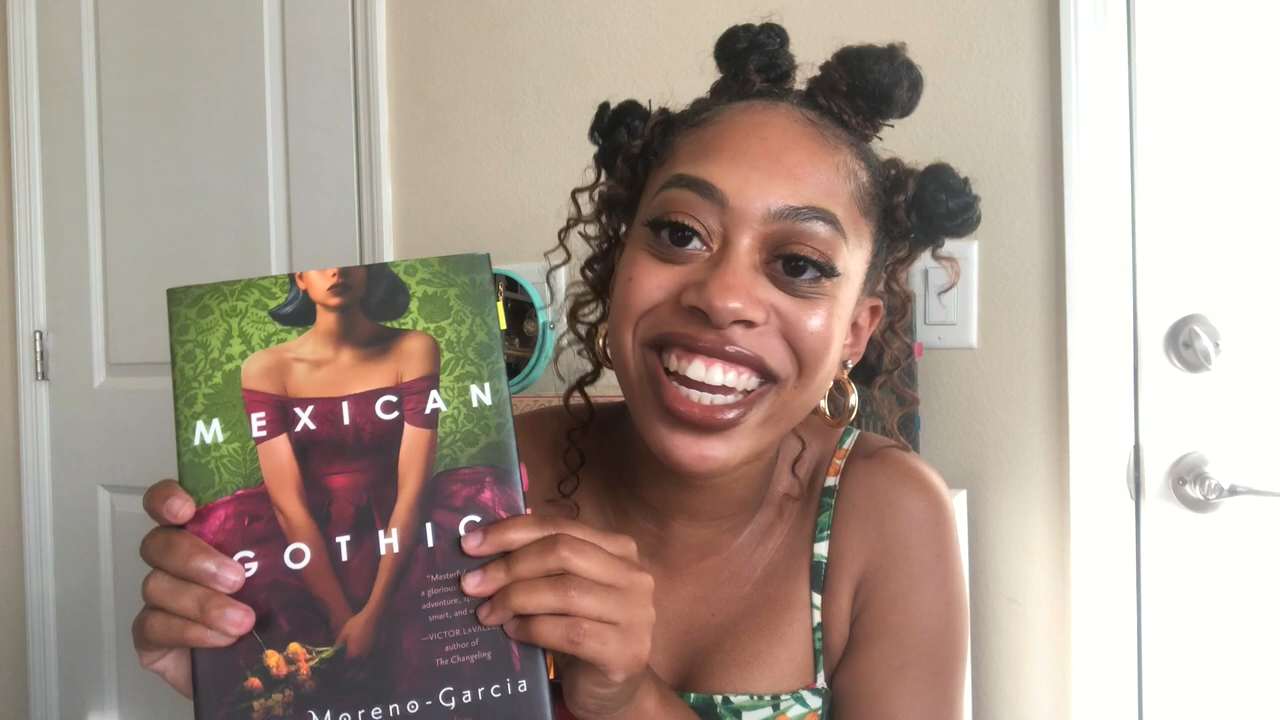 MEXICAN
GOTHIC
"Masterful
a glorious
adventure,
smart, and
—VICTOR LAVALLE
author of
The Changeling
Moreno-Garcia